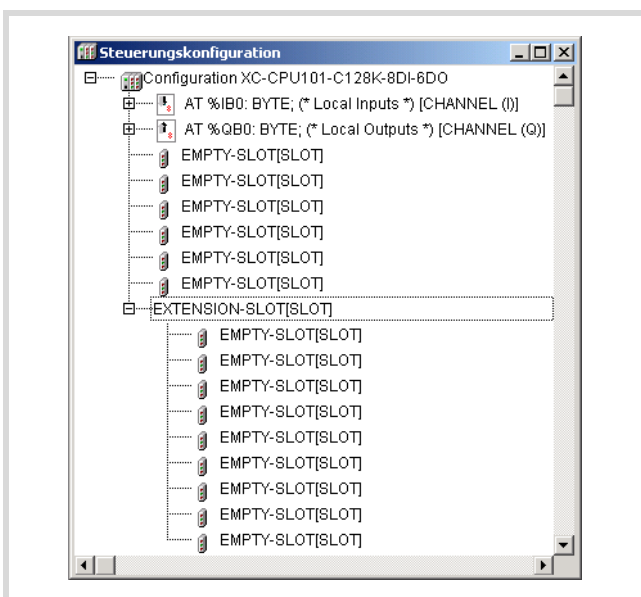 Steuerungskonfiguration
Configuration XC-CPU101-C128K-8DI-6DO
AT %IB0: BYTE; (* Local Inputs *) [CHANNEL (I)]
AT %QB0: BYTE; (* Local Outputs *) [CHANNEL (Q)]
EMPTY-SLOT[SLOT]
EMPTY-SLOT[SLOT]
EMPTY-SLOT[SLOT]
EMPTY-SLOT[SLOT]
EMPTY-SLOT[SLOT]
EMPTY-SLOT[SLOT]
EXTENSION-SLOT[SLOT]
EMPTY-SLOT[SLOT]
EMPTY-SLOT[SLOT]
EMPTY-SLOT[SLOT]
EMPTY-SLOT[SLOT]
EMPTY-SLOT[SLOT]
EMPTY-SLOT[SLOT]
EMPTY-SLOT[SLOT]
EMPTY-SLOT[SLOT]
EMPTY-SLOT[SLOT]